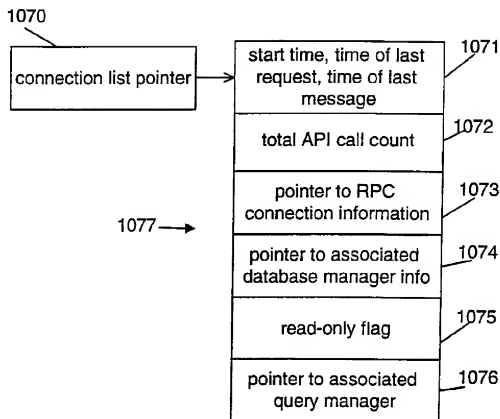 1070
connection list pointer
start time, time of last
request, time of last
message
1071
total API call count
1072
pointer to RPC
connection information
1073
1077
pointer to associated
database manager info
1074
read-only flag
1075
pointer to associated
query manager
1076